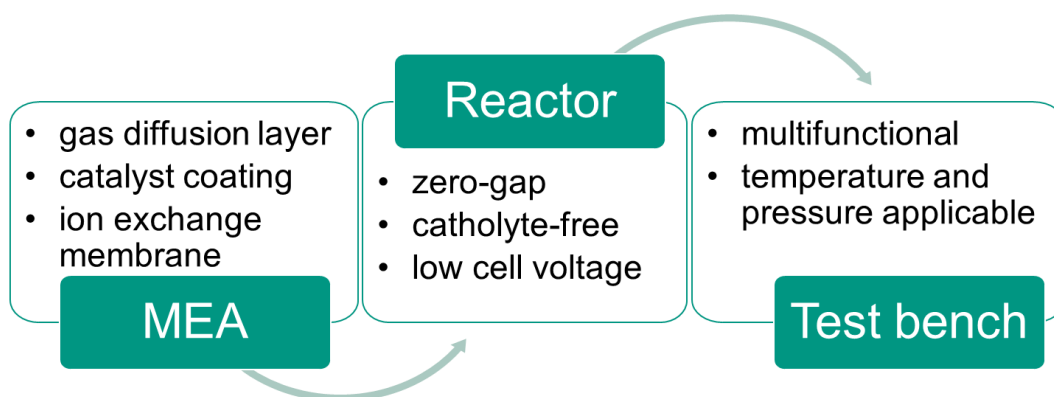 • gas diffusion layer
• catalyst coating
• ion exchange
membrane
MEA
Reactor
• zero-gap
• catholyte-free
• low cell voltage
• multifunctional
• temperature and
pressure applicable
Test bench